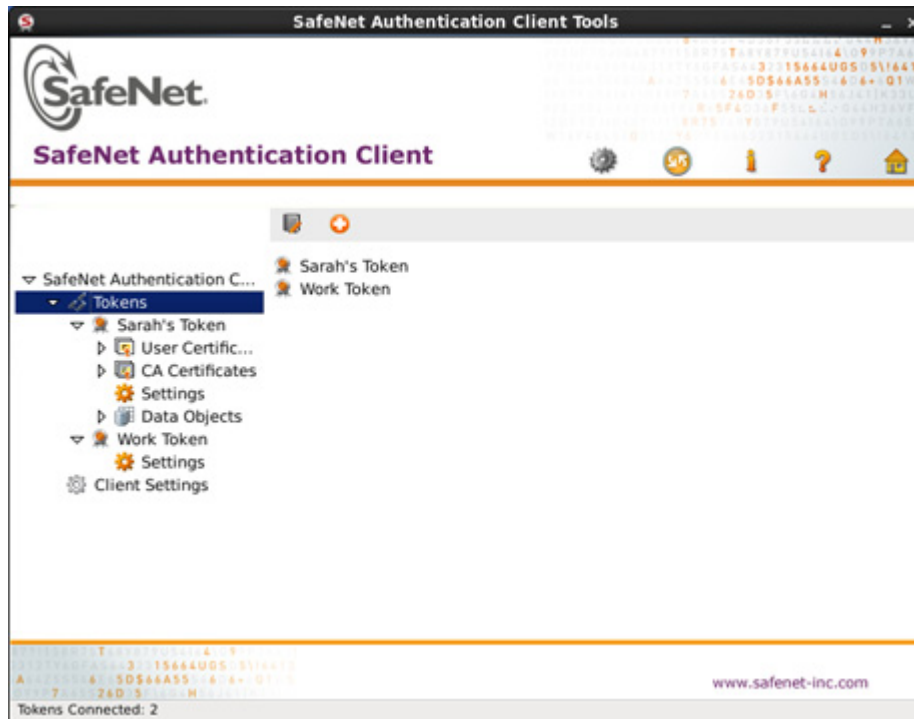 SafeNet Authentication Client Tools
SafeNet.
SafeNet Authentication Client
SafeNet Authentication C...
Tokens
Sarah's Token
User Certific...
CA Certificates
Settings
Data Objects
Work Token
Settings
Client Settings
Sarah's Token
Work Token
www.safenet-inc.com
Tokens Connected: 2